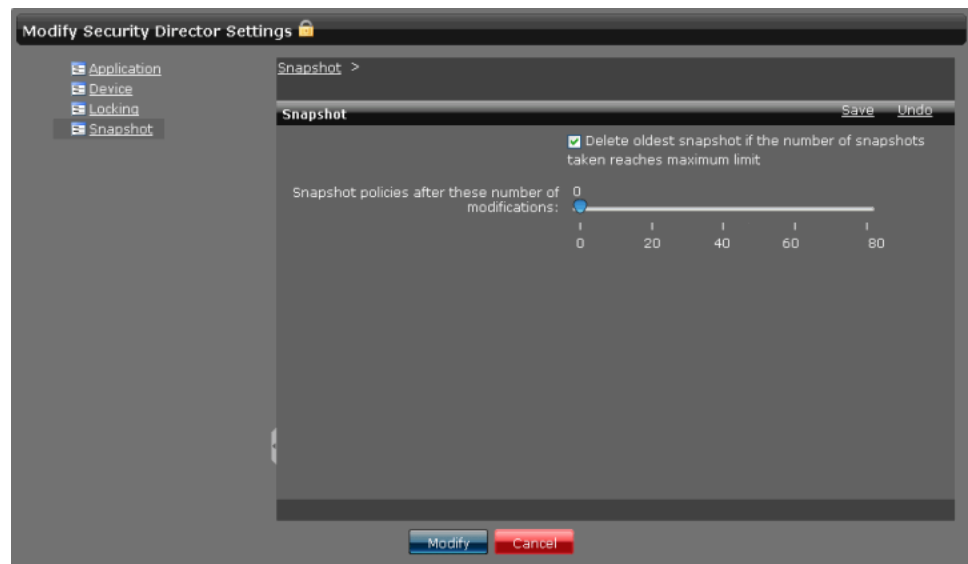 Modify Security Director Settings
Application
Device
Locking
Snapshot
Snapshot >
Snapshot Save Undo
Delete oldest snapshot if the number of snapshots
taken reaches maximum limit
Snapshot policies after these number of
modifications:
0
0 20 40 60 80
Modify Cancel